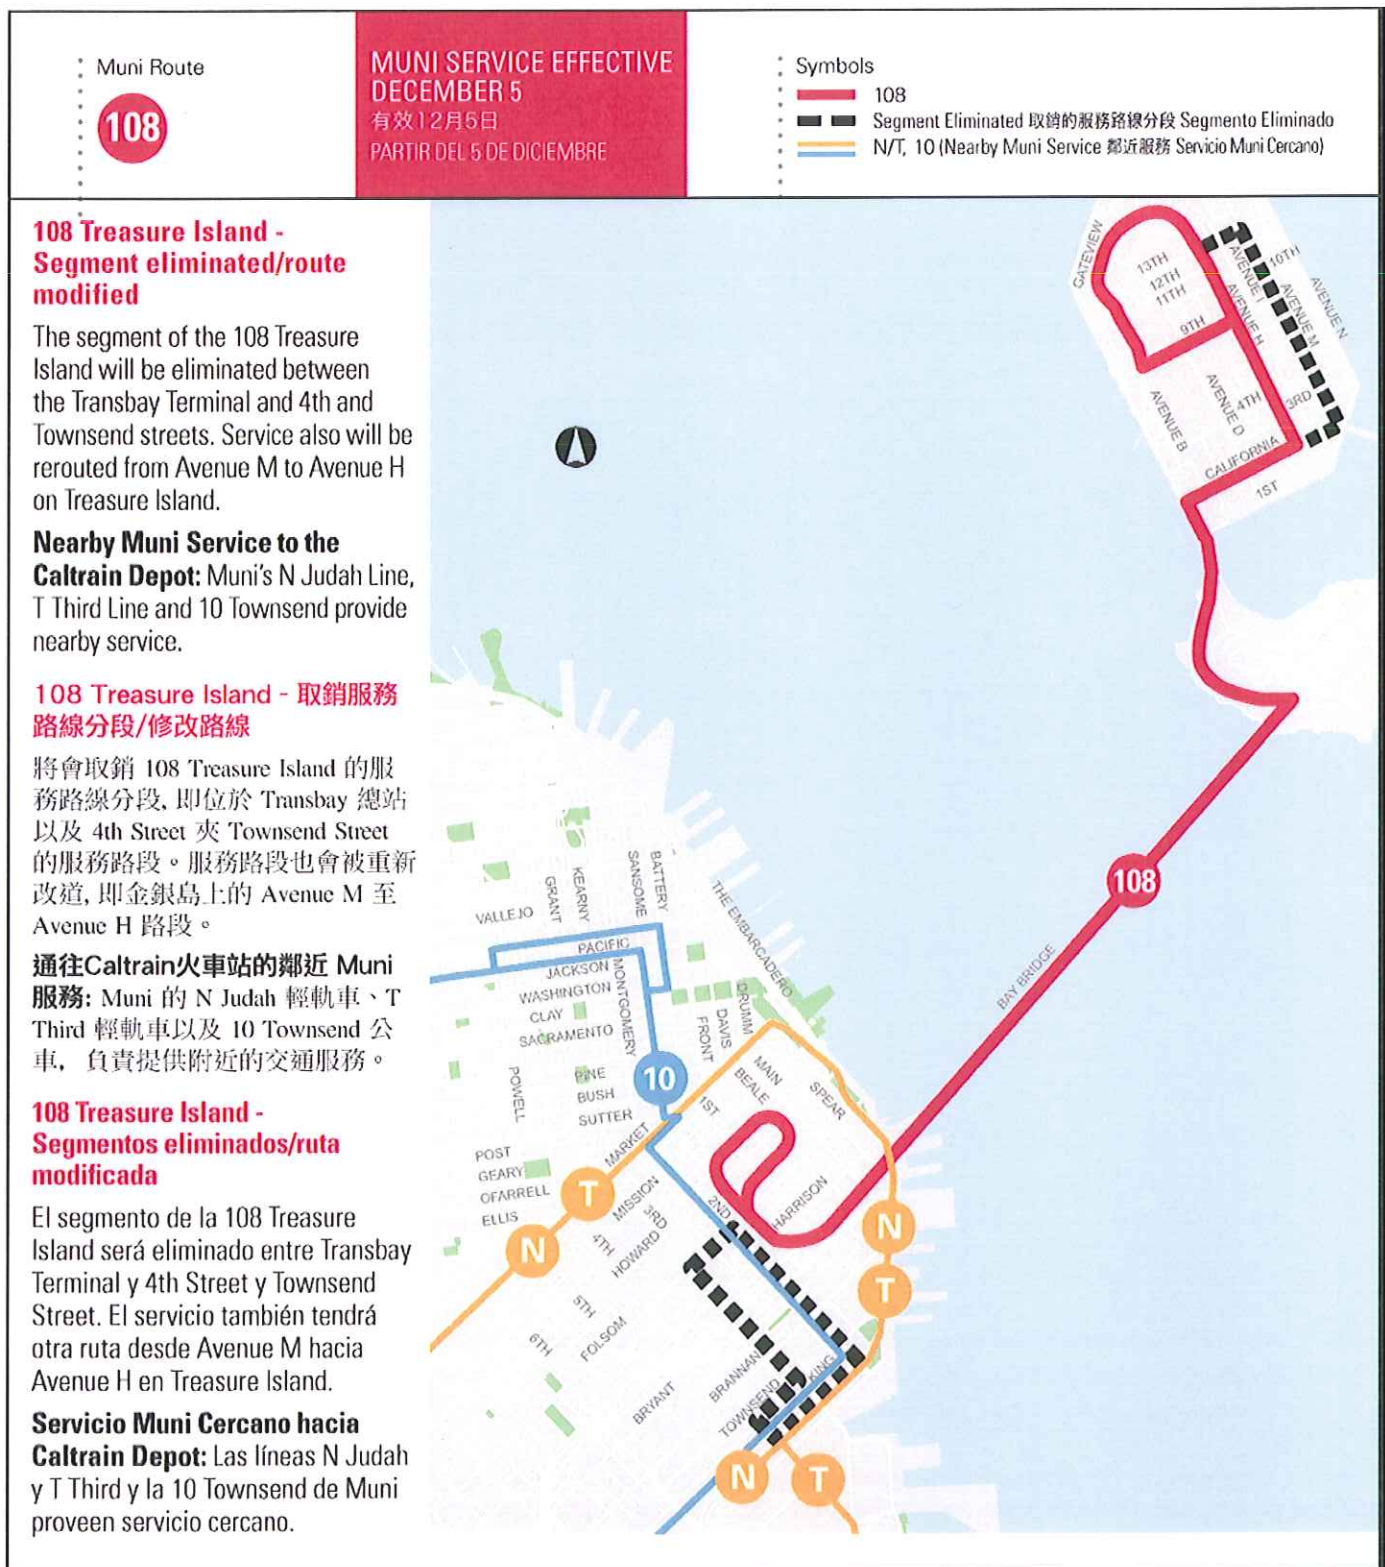 Muni Route
108
MUNI SERVICE EFFECTIVE
DECEMBER 5
有效12月5日
PARTIR DEL 5 DE DICIEMBRE
Symbols
108
Segment Eliminated 取銷的服務路線分段 Segmento Eliminado
N/T, 10 (Nearby Muni Service 鄰近服務 Servicio Muni Cercano)
108 Treasure Island -
Segment eliminated/route
modified
The segment of the 108 Treasure
Island will be eliminated between
the Transbay Terminal and 4th and
Townsend streets. Service also will be
rerouted from Avenue M to Avenue H
on Treasure Island.
Nearby Muni Service to the
Caltrain Depot: Muni's N Judah Line,
T Third Line and 10 Townsend provide
nearby service.
108 Treasure Island - 取銷服務
路線分段/修改路線
將會取銷 108 Treasure Island 的服
務路線分段, 即位於 Transbay 總站
以及 4th Street 夾 Townsend Street
的服務路段。服務路段也會被重新
改道, 即金銀島上的 Avenue M 至
Avenue H 路段。
通往Caltrain火車站的鄰近 Muni
服務: Muni 的 N Judah 輕軌車、T
Third 輕軌車以及 10 Townsend 公
車, 負責提供附近的交通服務。
108 Treasure Island -
Segmentos eliminados/ruta
modificada
El segmento de la 108 Treasure
Island será eliminado entre Transbay
Terminal y 4th Street y Townsend
Street. El servicio también tendrá
otra ruta desde Avenue M hacia
Avenue H en Treasure Island.
Servicio Muni Cercano hacia
Caltrain Depot: Las líneas N Judah
y T Third y la 10 Townsend de Muni
proveen servicio cercano.
GATEVIEW
13TH
12TH
11TH
9TH
AVENUE I
AVENUE H
10TH
AVENUE M
AVENUE N
AVENUE B
AVENUE D
4TH
3RD
CALIFORNIA
1ST
108
BAY BRIDGE
VALLEJO
GRANT
KEARNY
SANSOME
BATTERY
THE EMBARCADERO
PACIFIC
JACKSON
WASHINGTON
CLAY
SACRAMENTO
MONTGOMERY
FRONT
DAVIS
DRUMM
POWELL
PINE
BUSH
SUTTER
10
1ST
BEALE
MAIN
SPEAR
POST
GEARY
OFARRELL
ELLIS
MARKET
T
N
MISSION
3RD
4TH
HOWARD
2ND
HARRISON
N
T
5TH
6TH
FOLSOM
BRYANT
BRANNAN
TOWNSEND
KING
N
T